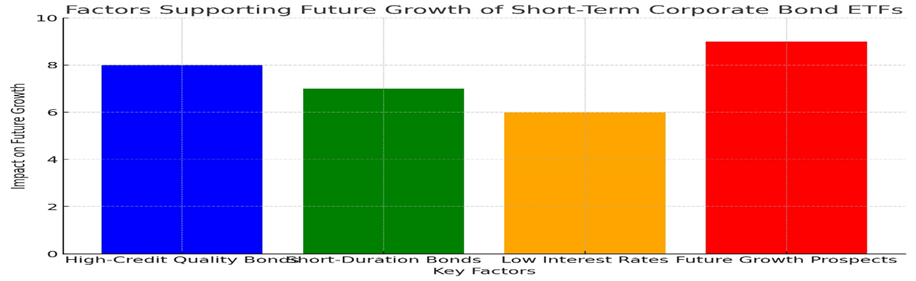 Factors Supporting Future Growth of Short-Term Corporate Bond ETFs
10
8
6
4
2
0
Impact on Future Growth
High-Credit Quality Bonds Short-Duration Bonds Low Interest Rates Future Growth Prospects
Key Factors